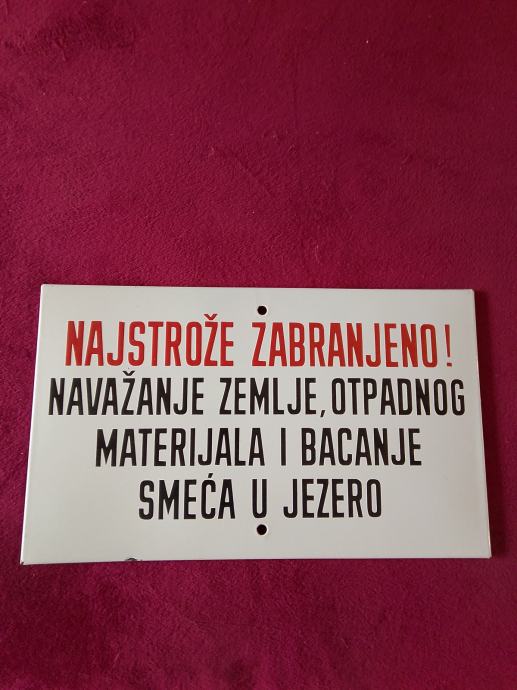 NAJSTROŽE ZABRANJENO!
NAVAŽANJE ZEMLJE, OTPADNOG
MATERIJALA I BACANJE
SMEĆA U JEZERO